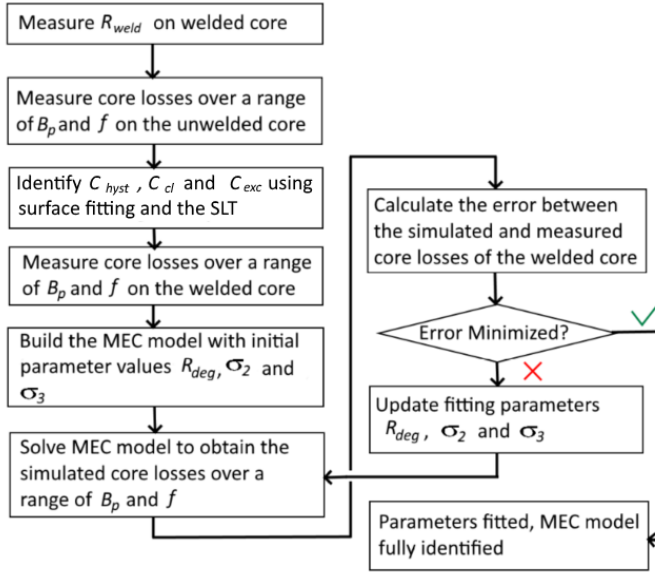 Measure R_weld on welded core
Measure core losses over a range
of B_p and f on the unwelded core
Identify C_hyst , C_cl and C_exc using
surface fitting and the SLT
Measure core losses over a range
of B_p and f on the welded core
Build the MEC model with initial
parameter values R_deg, σ_2 and
σ_3
Solve MEC model to obtain the
simulated core losses over a
range of B_p and f
Calculate the error between
the simulated and measured
core losses of the welded core
Error Minimized?
Update fitting parameters
R_deg , σ_2 and σ_3
Parameters fitted, MEC model
fully identified